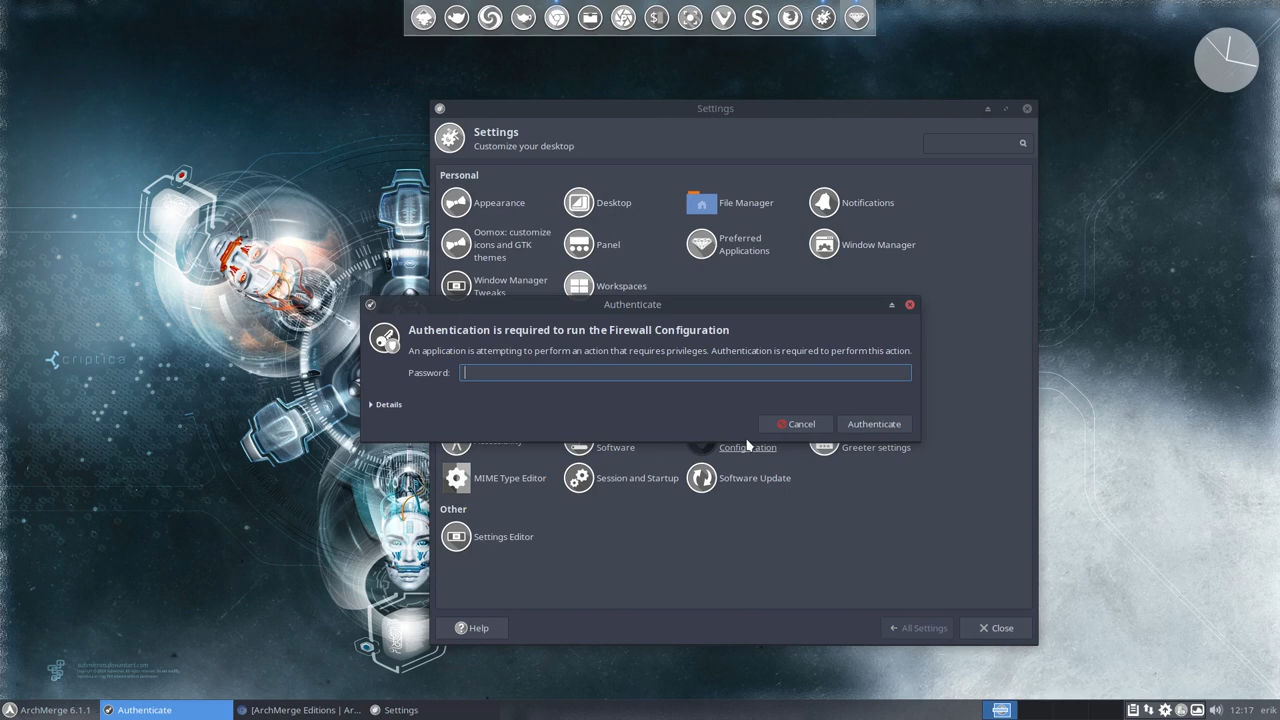 Settings
Settings
Customize your desktop
Personal
Appearance
Desktop
File Manager
Notifications
Oomox: customize
icons and GTK
themes
Panel
Preferred
Applications
Window Manager
Window Manager
Tweaks
Workspaces
Authenticate
Authentication is required to run the Firewall Configuration
An application is attempting to perform an action that requires privileges. Authentication is required to perform this action.
Password:
Details
Cancel
Authenticate
Software
Configuration
Greeter settings
MIME Type Editor
Session and Startup
Software Update
Other
Settings Editor
Help
All Settings
Close
criptica
ArchMerge 6.1.1
Authenticate
[ArchMerge Editions | Ar...
Settings
12:17
erik